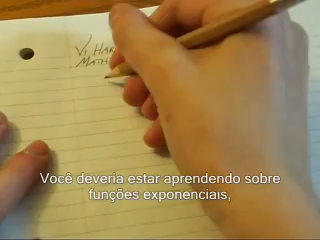 Vi Har
Math
Você deveria estar aprendendo sobre
funções exponenciais,